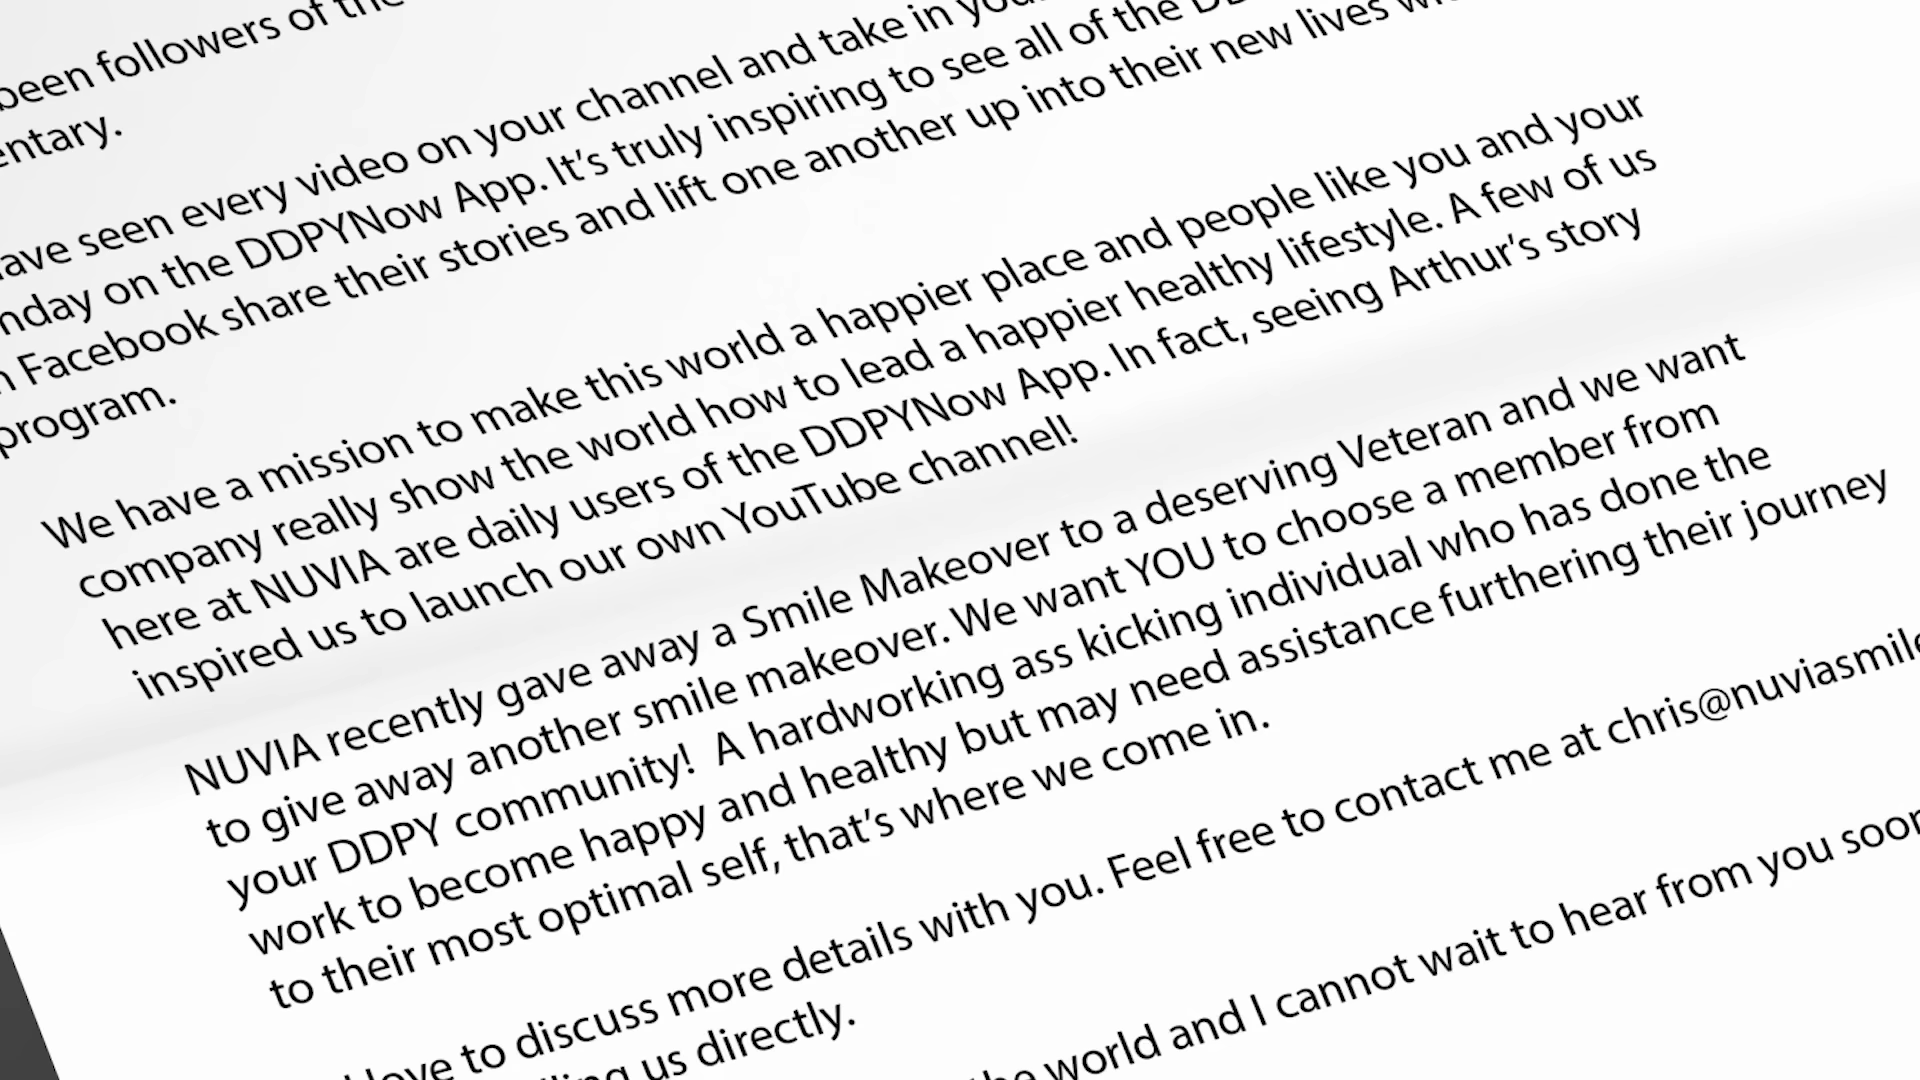 been followers of the
entary.
have seen every video on your channel and take in
nday on the DDPYNow App. It's truly inspiring to see all of the
n Facebook share their stories and lift one another up into their new lives
program.
We have a mission to make this world a happier place and people like you and your
company really show the world how to lead a happier healthy lifestyle. A few of us
here at NUVIA are daily users of the DDPYNow App. In fact, seeing Arthur's story
inspired us to launch our own YouTube channel!
NUVIA recently gave away a Smile Makeover to a deserving Veteran and we want
to give away another smile makeover. We want YOU to choose a member from
your DDPY community!  A hardworking ass kicking individual who has done the
work to become happy and healthy but may need assistance furthering their journey
to their most optimal self, that's where we come in.
love to discuss more details with you. Feel free to contact me at chris@nuviasmile
us directly.
the world and I cannot wait to hear from you soon